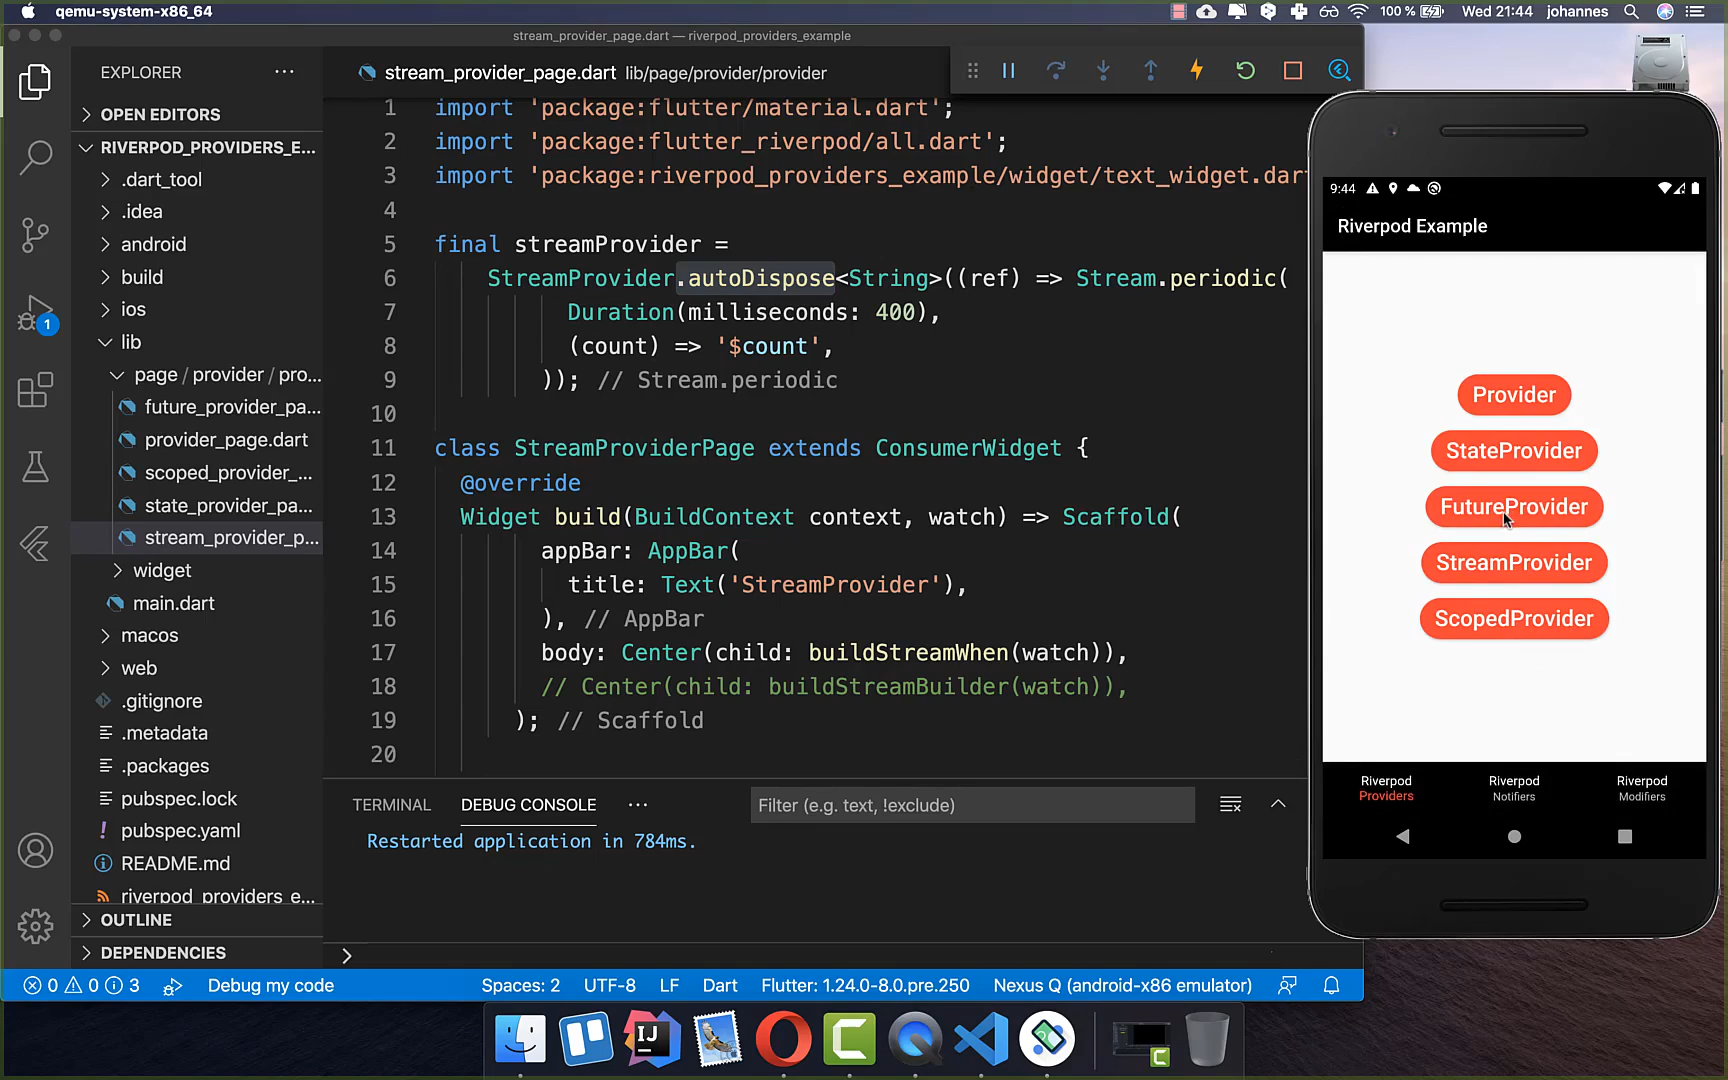 qemu-system-x86_64
100 %
Wed 21:44
johannes
stream_provider_page.dart — riverpod_providers_example
EXPLORER
OPEN EDITORS
RIVERPOD_PROVIDERS_E...
.dart_tool
.idea
android
build
ios
lib
page / provider / pro...
future_provider_pa...
provider_page.dart
scoped_provider_...
state_provider_pa...
stream_provider_p...
widget
main.dart
macos
web
.gitignore
.metadata
.packages
pubspec.lock
pubspec.yaml
README.md
riverpod_providers_e...
OUTLINE
DEPENDENCIES
1
stream_provider_page.dart lib/page/provider/provider
1 import 'package:flutter/material.dart';
2 import 'package:flutter_riverpod/all.dart';
3 import 'package:riverpod_providers_example/widget/text_widget.dart
4
5 final streamProvider =
6 StreamProvider.autoDispose<String>((ref) => Stream.periodic(
7 Duration(milliseconds: 400),
8 (count) => '$count',
9 )); // Stream.periodic
10
11 class StreamProviderPage extends ConsumerWidget {
12 @override
13 Widget build(BuildContext context, watch) => Scaffold(
14 appBar: AppBar(
15 title: Text('StreamProvider'),
16 ), // AppBar
17 body: Center(child: buildStreamWhen(watch)),
18 // Center(child: buildStreamBuilder(watch)),
19 ); // Scaffold
20
TERMINAL
DEBUG CONSOLE
Filter (e.g. text, !exclude)
Restarted application in 784ms.
0 0 3
Debug my code
Spaces: 2
UTF-8
LF
Dart
Flutter: 1.24.0-8.0.pre.250
Nexus Q (android-x86 emulator)
9:44
Riverpod Example
Provider
StateProvider
FutureProvider
StreamProvider
ScopedProvider
Riverpod
Providers
Riverpod
Notifiers
Riverpod
Modifiers
IJ